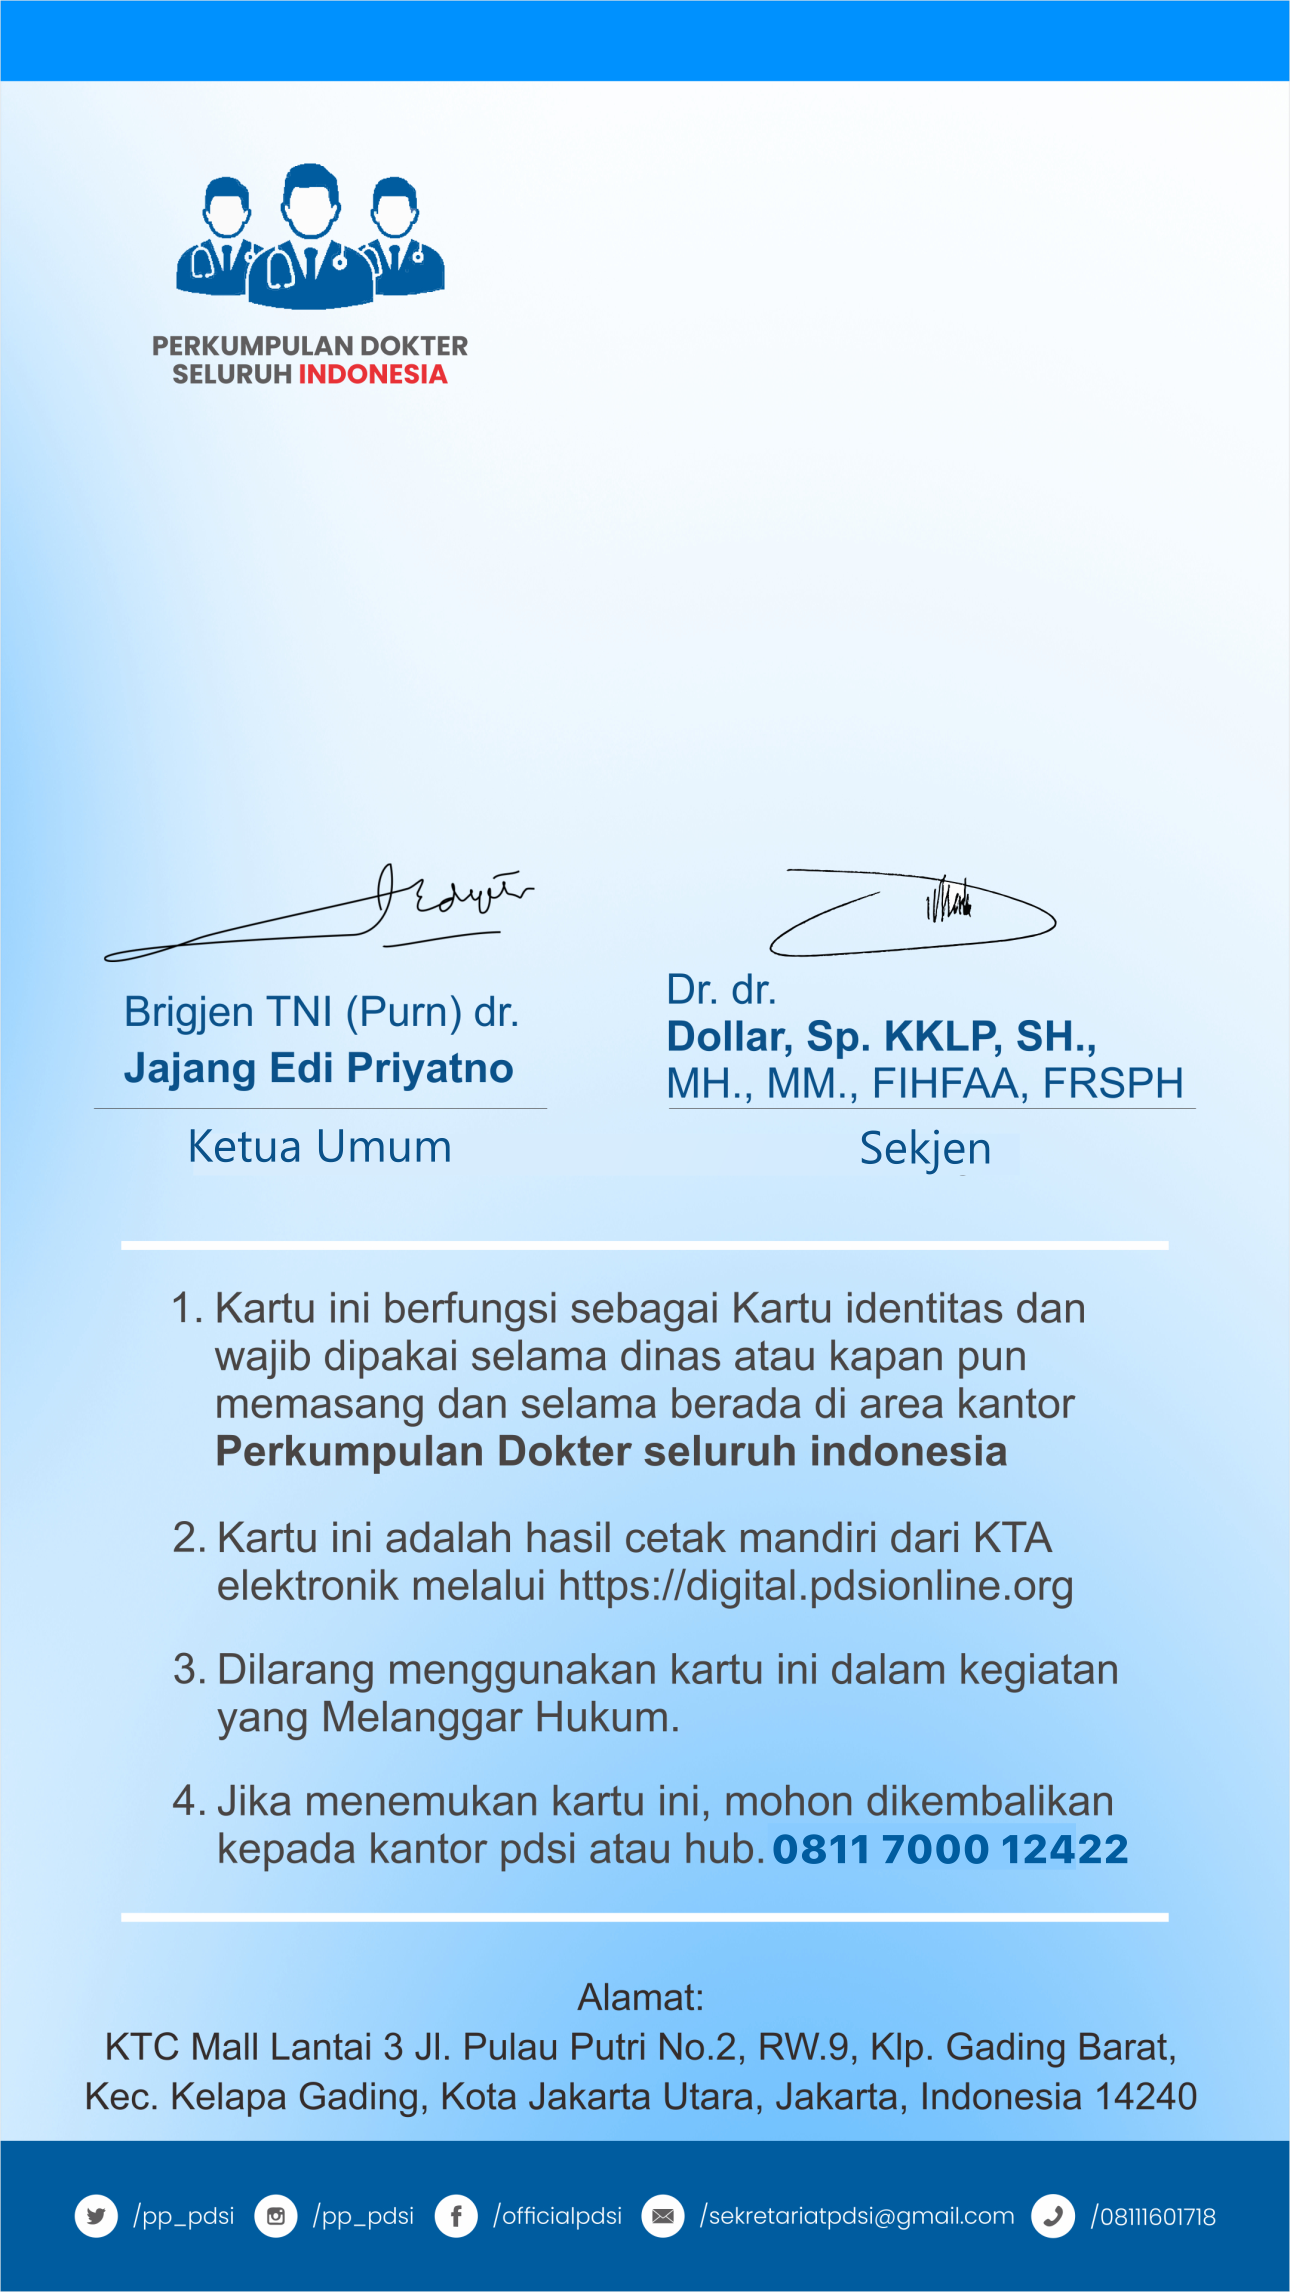 PERKUMPULAN DOKTER
SELURUH INDONESIA
Brigjen TNI (Purn) dr.
Jajang Edi Priyatno
Ketua Umum
Dr. dr.
Dollar, Sp. KKLP, SH.,
MH., MM., FIHFAA, FRSPH
Sekjen
1. Kartu ini berfungsi sebagai Kartu identitas dan
wajib dipakai selama dinas atau kapan pun
memasang dan selama berada di area kantor
Perkumpulan Dokter seluruh indonesia
2. Kartu ini adalah hasil cetak mandiri dari KTA
elektronik melalui https://digital.pdsionline.org
3. Dilarang menggunakan kartu ini dalam kegiatan
yang Melanggar Hukum.
4. Jika menemukan kartu ini, mohon dikembalikan
kepada kantor pdsi atau hub. 0811 7000 12422
Alamat:
KTC Mall Lantai 3 Jl. Pulau Putri No.2, RW.9, Klp. Gading Barat,
Kec. Kelapa Gading, Kota Jakarta Utara, Jakarta, Indonesia 14240
/pp_pdsi /pp_pdsi /officialpdsi /sekretariatpdsi@gmail.com /08111601718